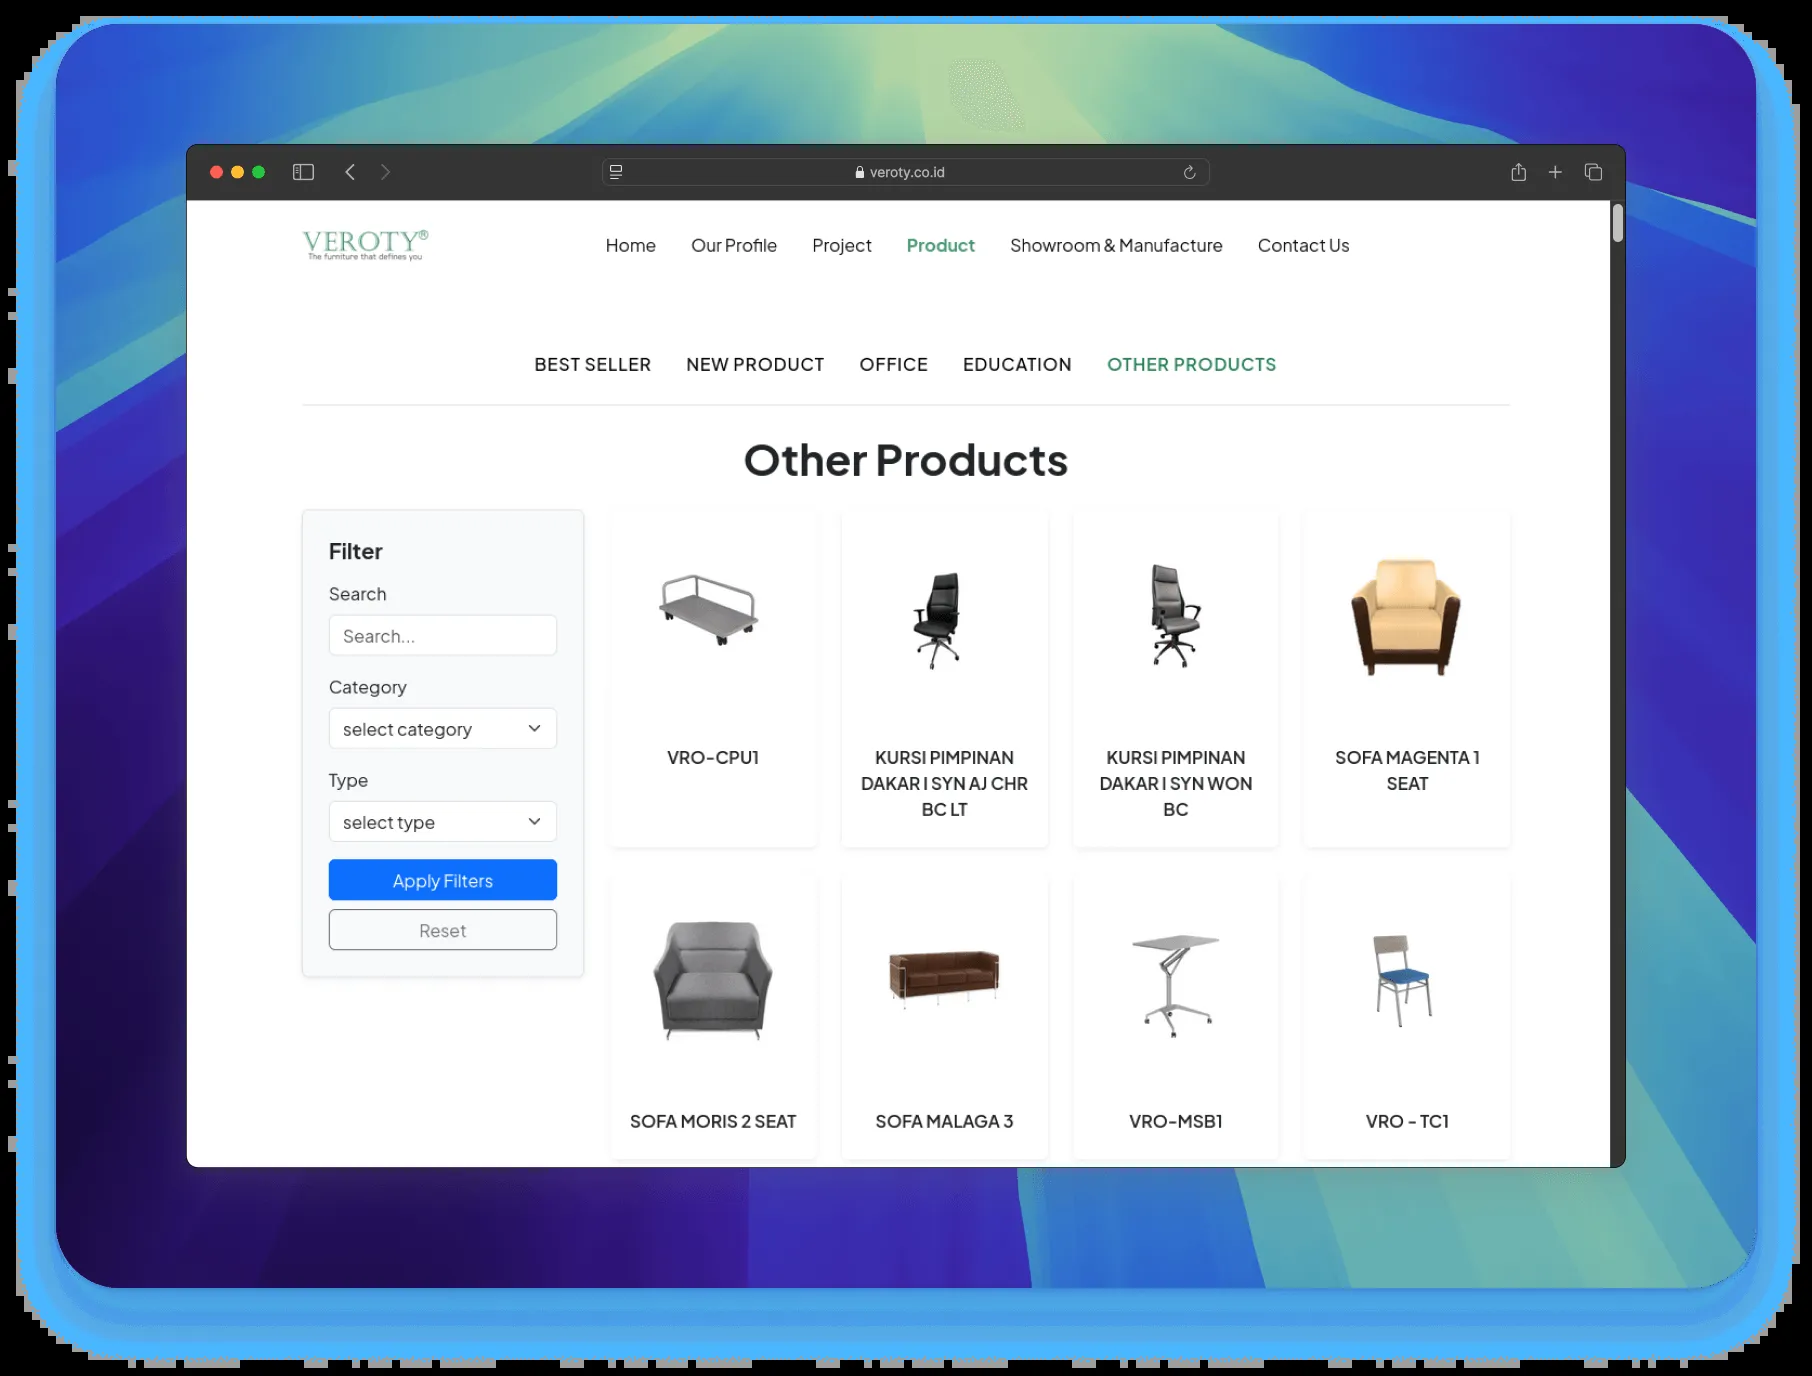 veroty.co.id
VEROTY®
The furniture that defines you
Home Our Profile Project Product Showroom & Manufacture Contact Us
BEST SELLER NEW PRODUCT OFFICE EDUCATION OTHER PRODUCTS
Other Products
Filter
Search
Search...
Category
select category
Type
select type
Apply Filters
Reset
VRO-CPU1
KURSI PIMPINAN
DAKAR I SYN AJ CHR
BC LT
KURSI PIMPINAN
DAKAR I SYN WON
BC
SOFA MAGENTA 1
SEAT
SOFA MORIS 2 SEAT
SOFA MALAGA 3
VRO-MSB1
VRO - TC1